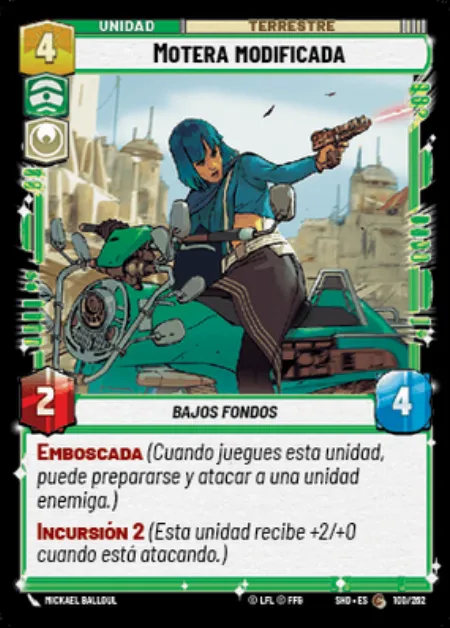 UNIDAD
TERRESTRE
4
MOTERA MODIFICADA
2
BAJOS FONDOS
4
EMBOSCADA (Cuando juegues esta unidad,
puede prepararse y atacar a una unidad
enemiga.)
INCURSIÓN 2 (Esta unidad recibe +2/+0
cuando está atacando.)
MICKAEL BALLOUL
© LFL © FFG
SHD • ES
C
108/262